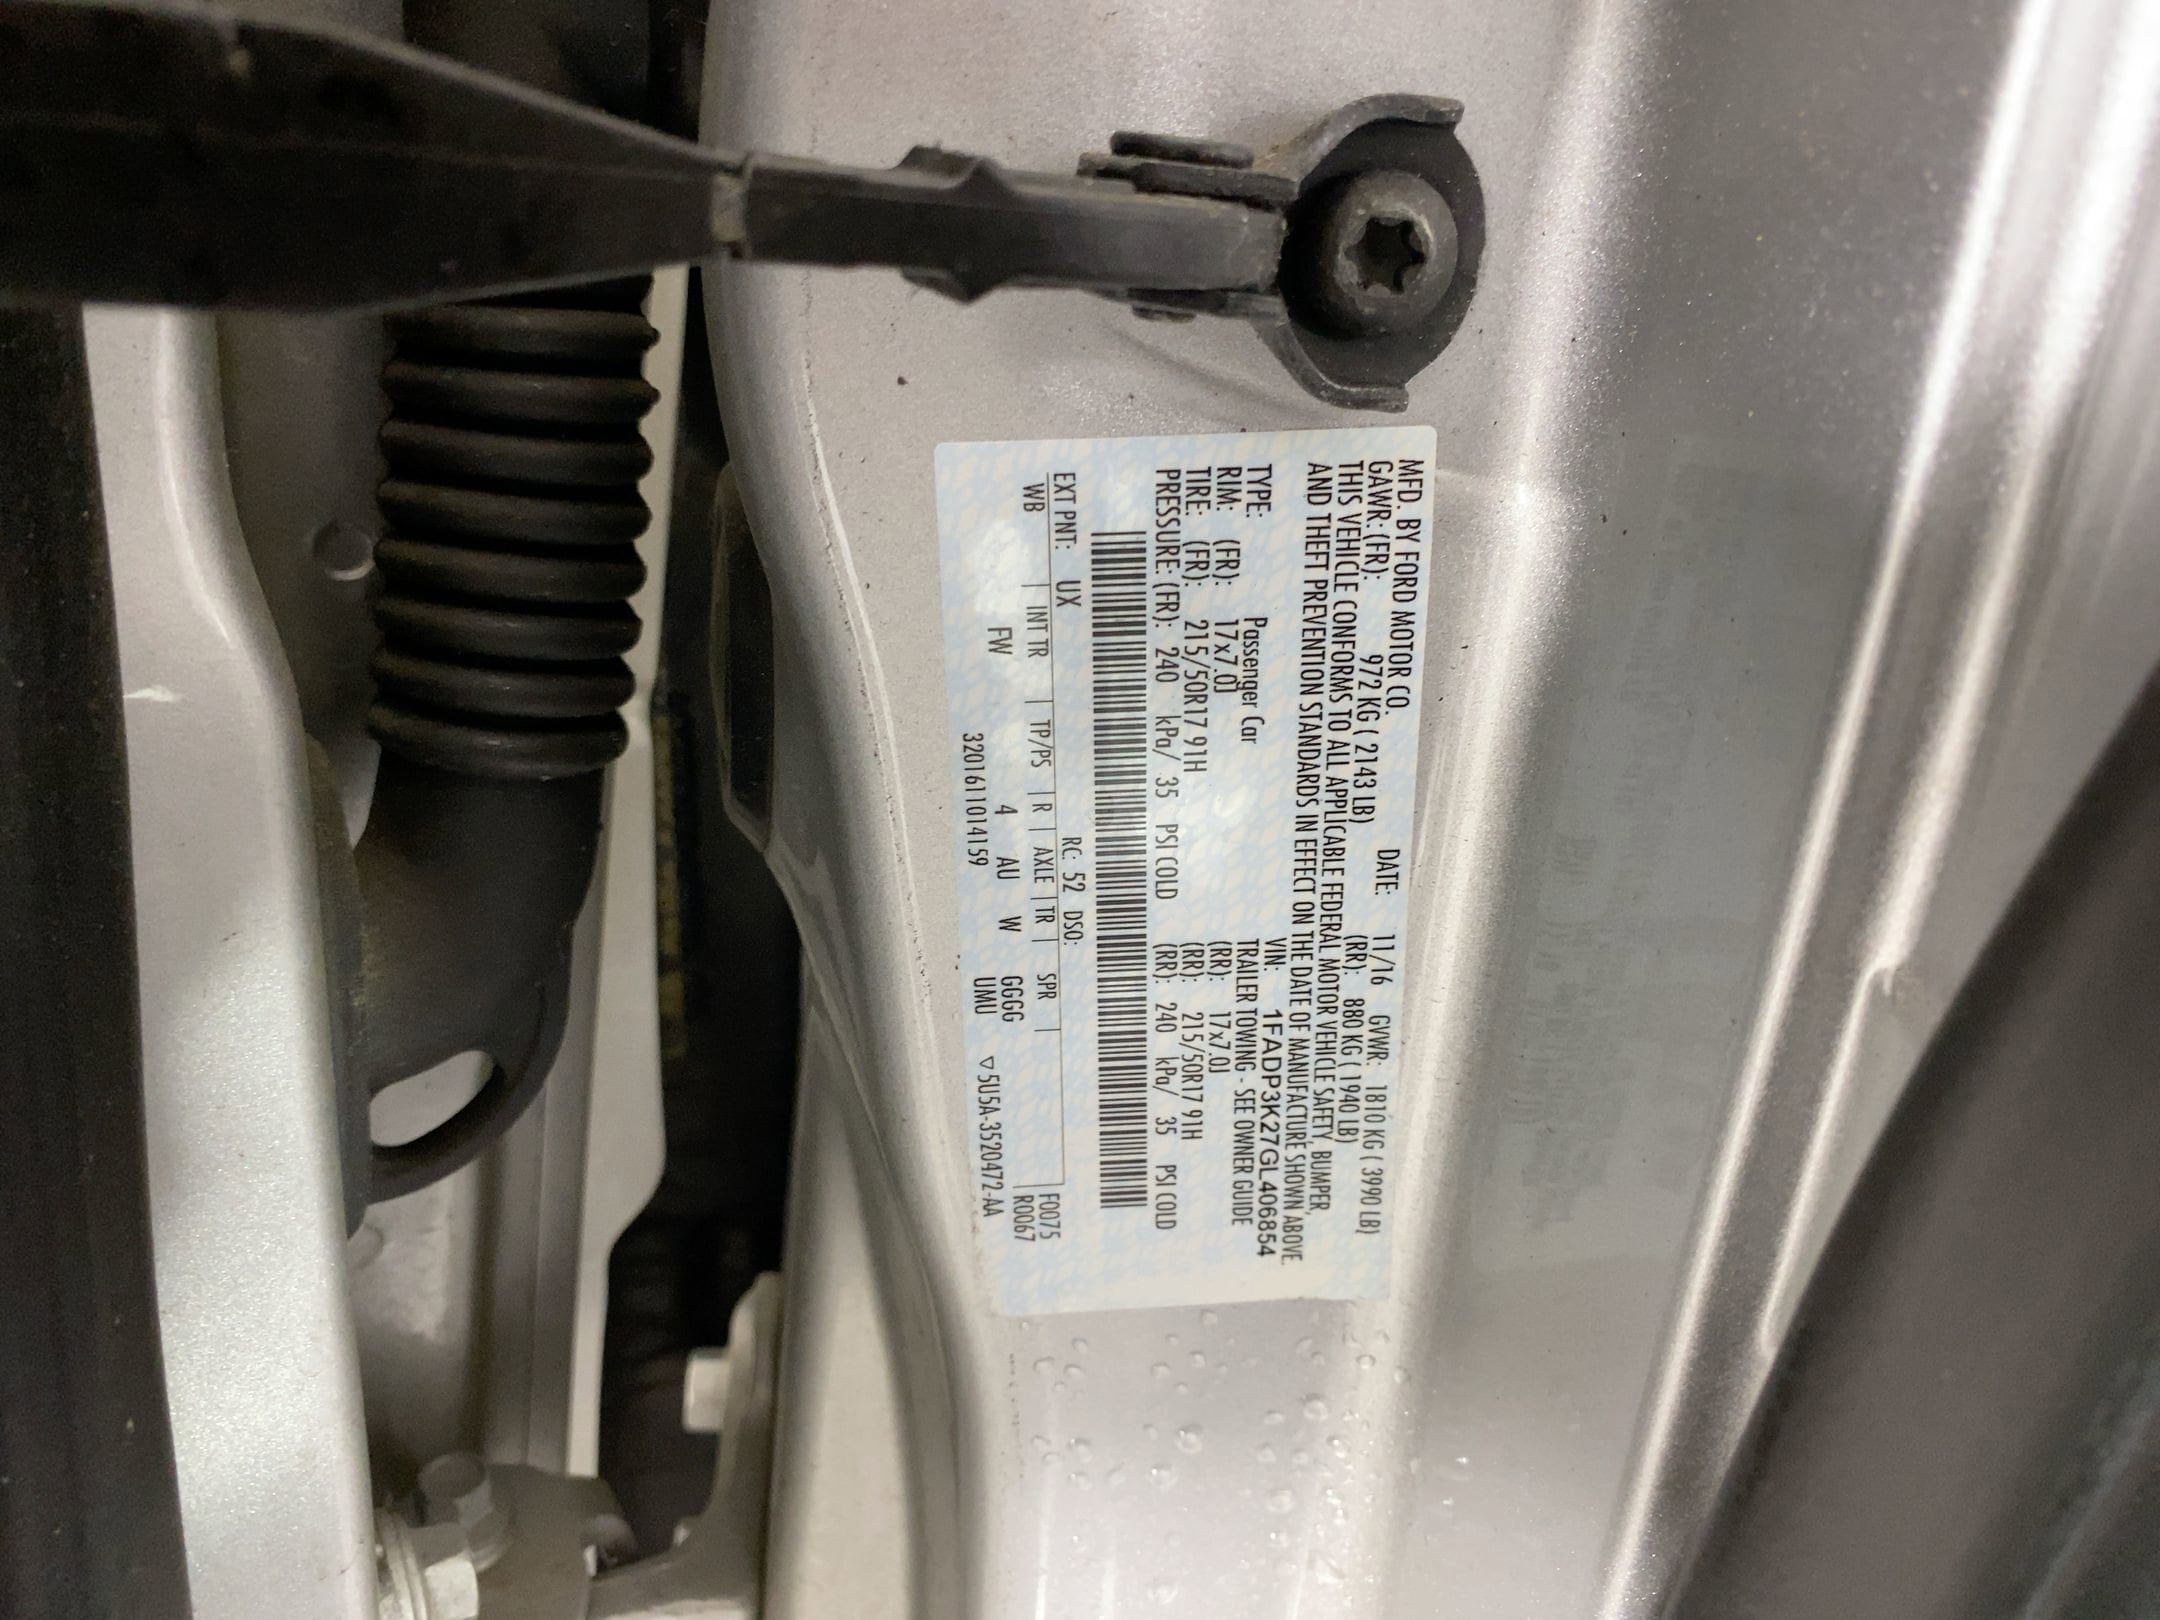 MFD. BY FORD MOTOR CO. DATE: 11/16 GVWR: 1810 KG ( 3990 LB)
GAWR: (FR): 972 KG ( 2143 LB) (RR): 880 KG ( 1940 LB)
THIS VEHICLE CONFORMS TO ALL APPLICABLE FEDERAL MOTOR VEHICLE SAFETY, BUMPER,
AND THEFT PREVENTION STANDARDS IN EFFECT ON THE DATE OF MANUFACTURE SHOWN ABOVE.
VIN: 1FADP3K27GL406854
TYPE: Passenger Car TRAILER TOWING - SEE OWNER GUIDE
RIM: (FR): 17x7.0J (RR): 17x7.0J
TIRE: (FR): 215/50R17 91H (RR): 215/50R17 91H
PRESSURE: (FR): 240 kPa/ 35 PSI COLD (RR): 240 kPa/ 35 PSI COLD
EXT PNT: UX RC: 52 DSO: F0075
WB | INT TR | TP/PS | R | AXLE | TR | SPR | R0067
FW 4 AU W GGGG
UMU ▽5U5A-3520472-AA
3201611014159